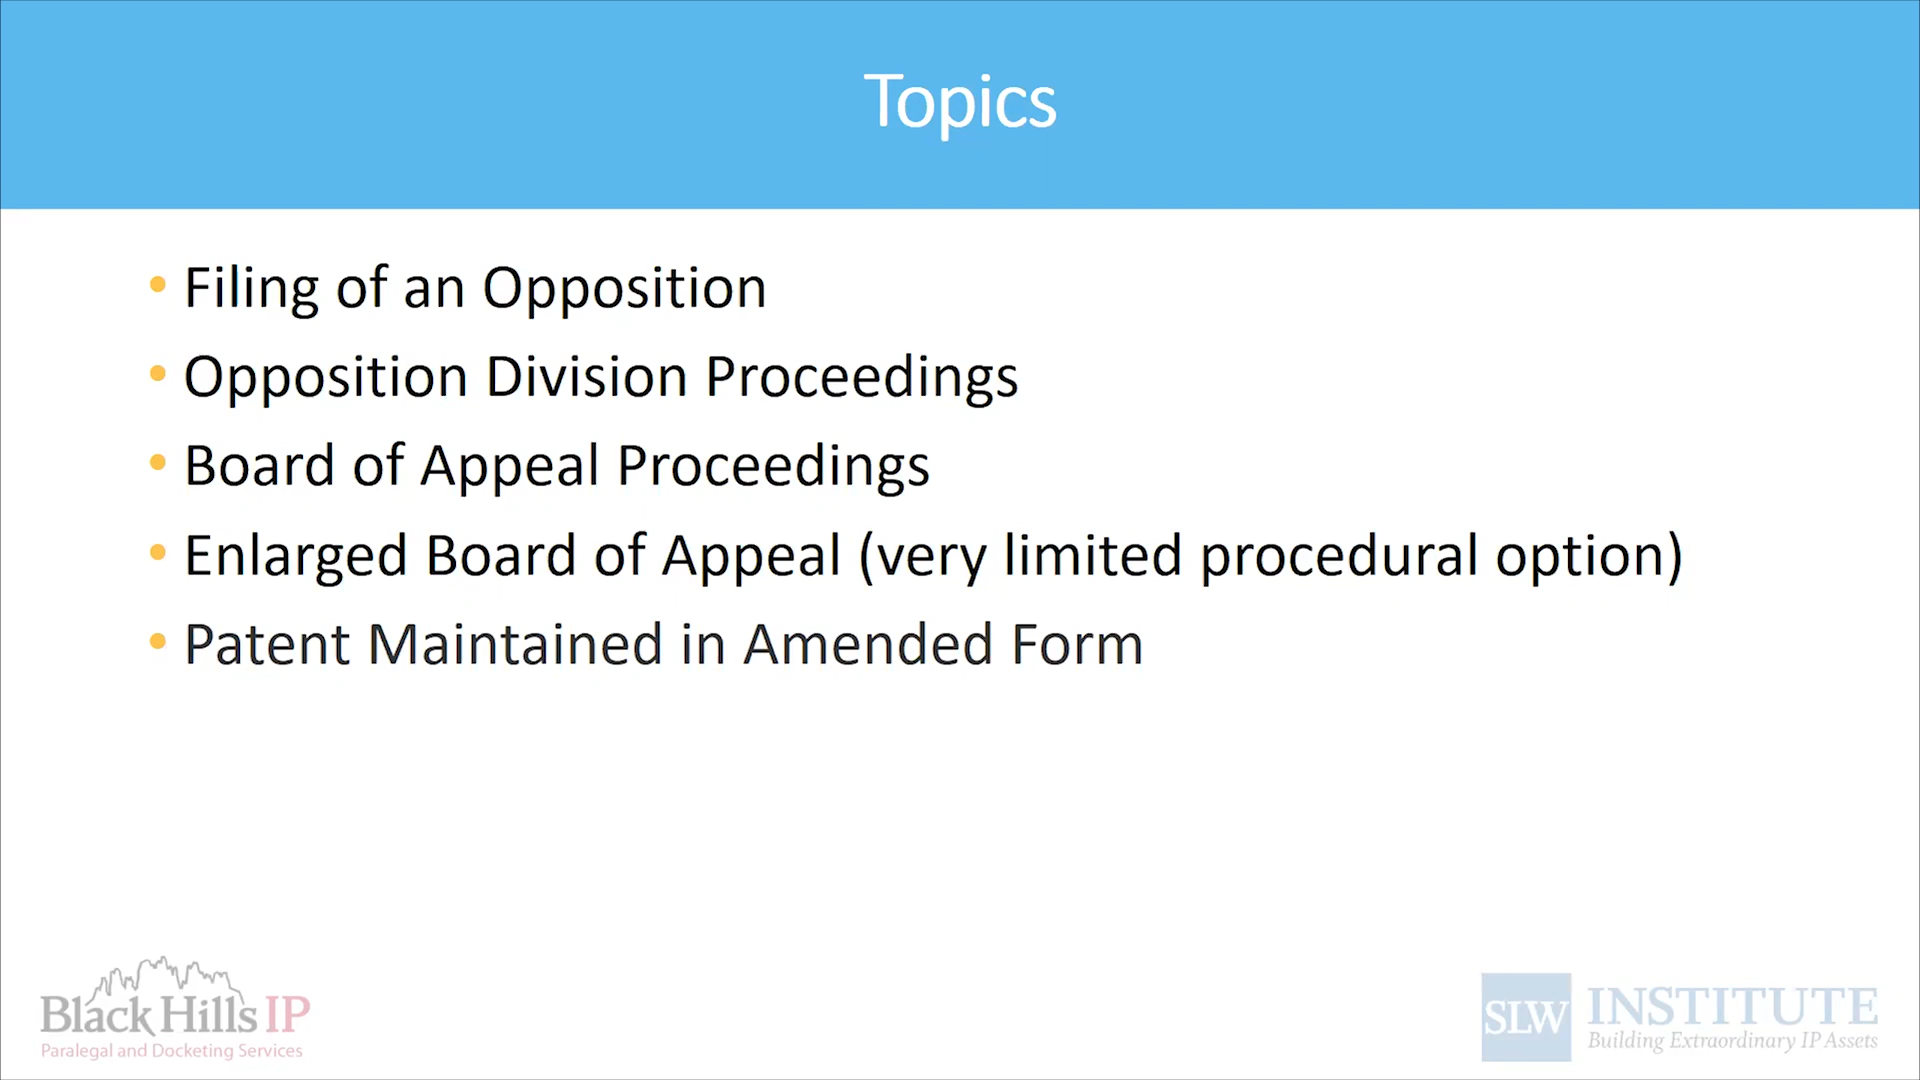 Topics
• Filing of an Opposition
• Opposition Division Proceedings
• Board of Appeal Proceedings
• Enlarged Board of Appeal (very limited procedural option)
• Patent Maintained in Amended Form
Black Hills IP
Paralegal and Docketing Services
SLW INSTITUTE
Building Extraordinary IP Assets